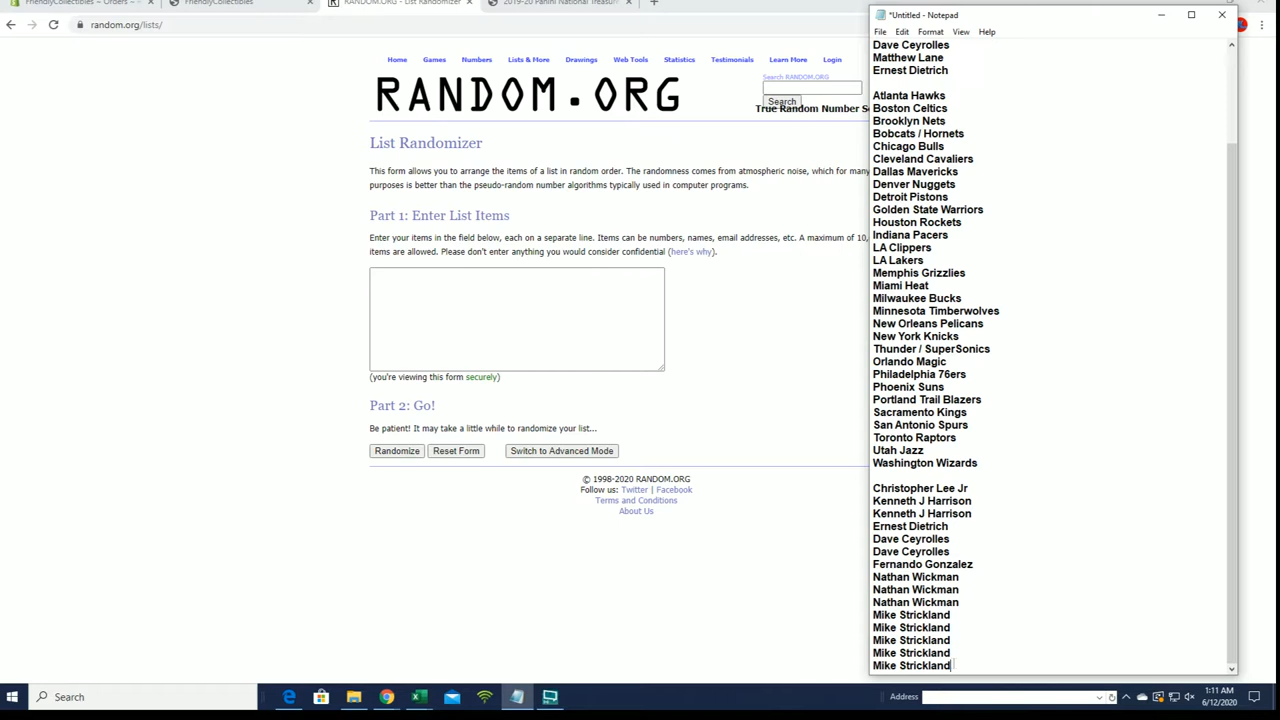 FriendlyCollectibles – Orders –
FriendlyCollectibles
RANDOM.ORG - List Randomizer
2019-20 Panini National Treasur
random.org/lists/
Home Games Numbers Lists & More Drawings Web Tools Statistics Testimonials Learn More Login
RANDOM.ORG
Search RANDOM.ORG
Search
True Random Number Se
List Randomizer
This form allows you to arrange the items of a list in random order. The randomness comes from atmospheric noise, which for many
purposes is better than the pseudo-random number algorithms typically used in computer programs.
Part 1: Enter List Items
Enter your items in the field below, each on a separate line. Items can be numbers, names, email addresses, etc. A maximum of 10,
items are allowed. Please don't enter anything you would consider confidential (here's why).
(you're viewing this form securely)
Part 2: Go!
Be patient! It may take a little while to randomize your list...
Randomize Reset Form Switch to Advanced Mode
© 1998-2020 RANDOM.ORG
Follow us: Twitter | Facebook
Terms and Conditions
About Us
*Untitled - Notepad
File Edit Format View Help
Dave Ceyrolles
Matthew Lane
Ernest Dietrich
Atlanta Hawks
Boston Celtics
Brooklyn Nets
Bobcats / Hornets
Chicago Bulls
Cleveland Cavaliers
Dallas Mavericks
Denver Nuggets
Detroit Pistons
Golden State Warriors
Houston Rockets
Indiana Pacers
LA Clippers
LA Lakers
Memphis Grizzlies
Miami Heat
Milwaukee Bucks
Minnesota Timberwolves
New Orleans Pelicans
New York Knicks
Thunder / SuperSonics
Orlando Magic
Philadelphia 76ers
Phoenix Suns
Portland Trail Blazers
Sacramento Kings
San Antonio Spurs
Toronto Raptors
Utah Jazz
Washington Wizards
Christopher Lee Jr
Kenneth J Harrison
Kenneth J Harrison
Ernest Dietrich
Dave Ceyrolles
Dave Ceyrolles
Fernando Gonzalez
Nathan Wickman
Nathan Wickman
Nathan Wickman
Mike Strickland
Mike Strickland
Mike Strickland
Mike Strickland
Mike Strickland
Search
Address
1:11 AM
6/12/2020